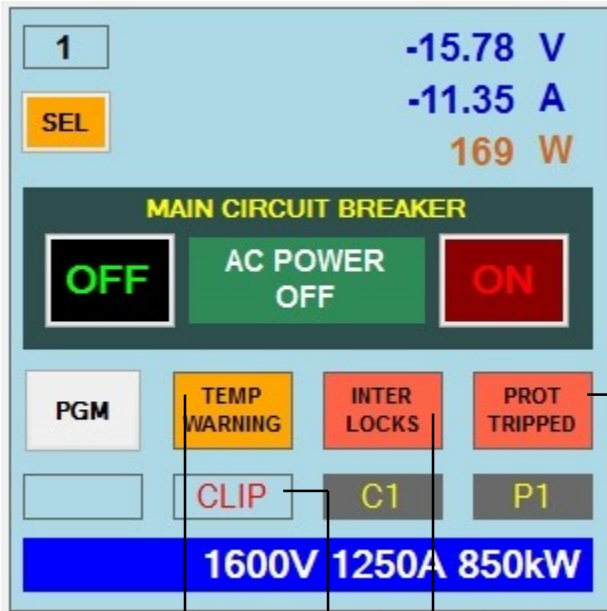 1
-15.78 V
SEL
-11.35 A
169 W
MAIN CIRCUIT BREAKER
OFF
AC POWER
OFF
ON
PGM
TEMP
WARNING
INTER
LOCKS
PROT
TRIPPED
CLIP
C1
P1
1600V 1250A 850kW